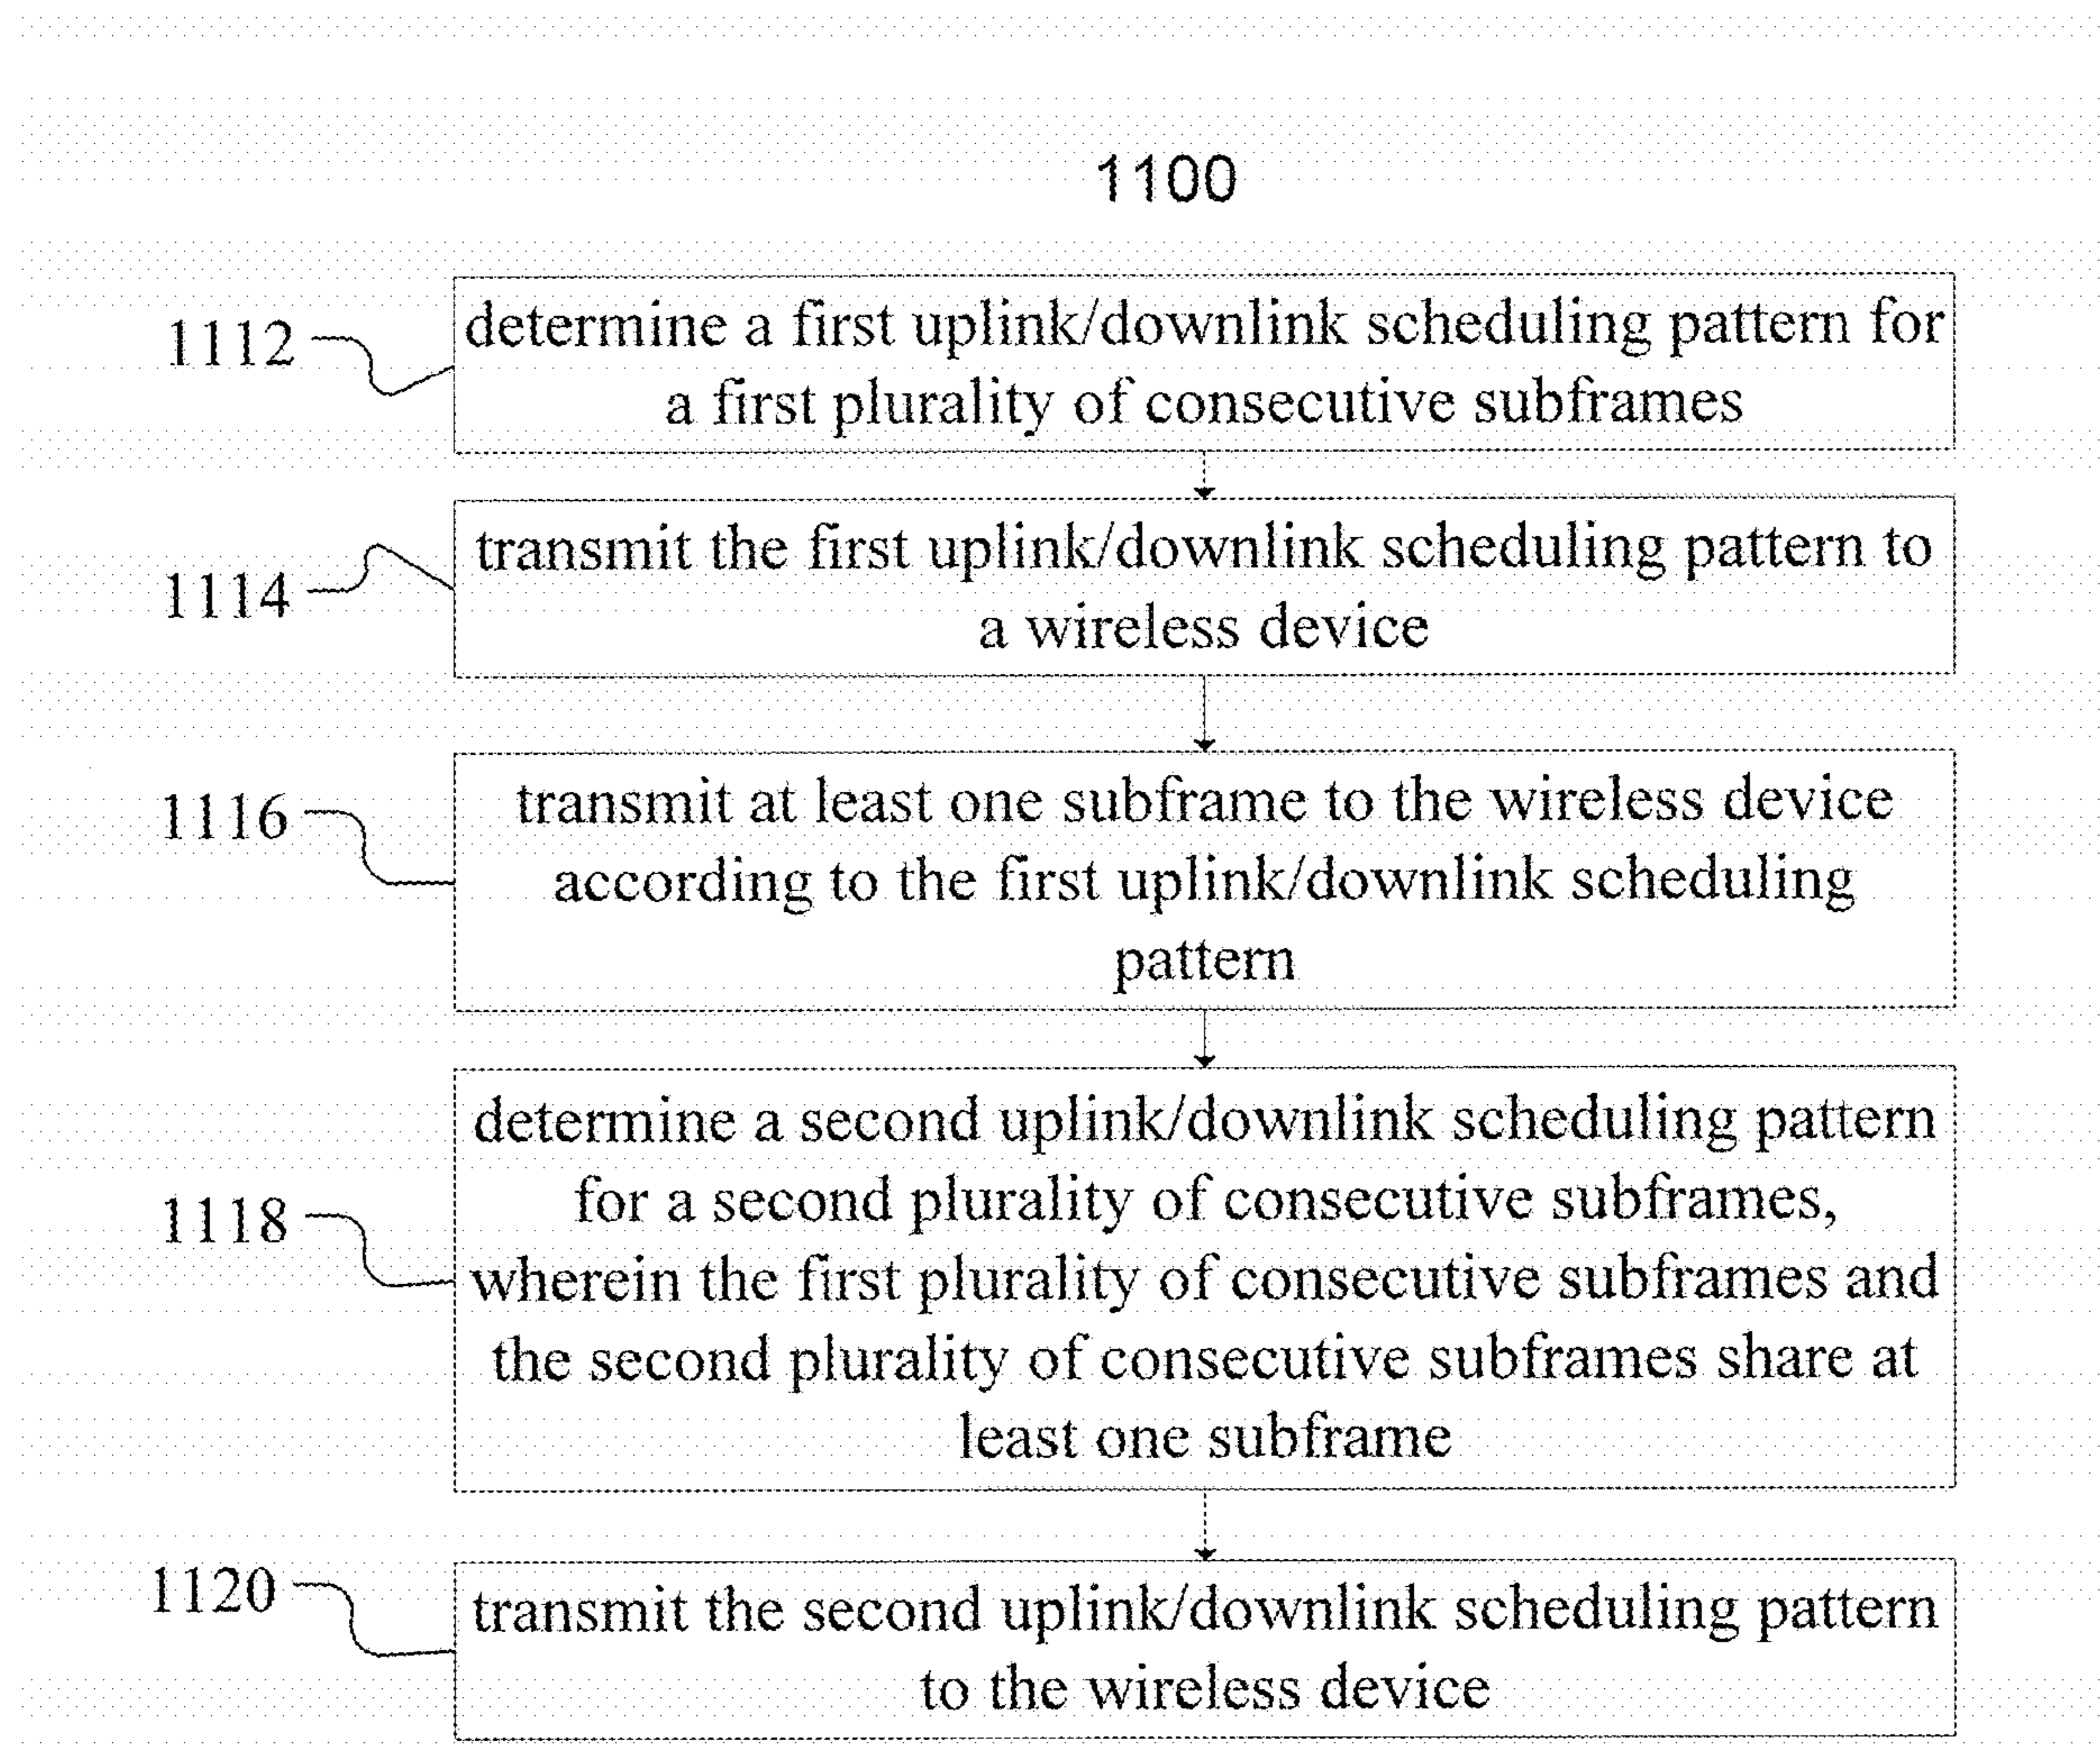 1100
1112
determine a first uplink/downlink scheduling pattern for
a first plurality of consecutive subframes
1114
transmit the first uplink/downlink scheduling pattern to
a wireless device
1116
transmit at least one subframe to the wireless device
according to the first uplink/downlink scheduling
pattern
1118
determine a second uplink/downlink scheduling pattern
for a second plurality of consecutive subframes,
wherein the first plurality of consecutive subframes and
the second plurality of consecutive subframes share at
least one subframe
1120
transmit the second uplink/downlink scheduling pattern
to the wireless device